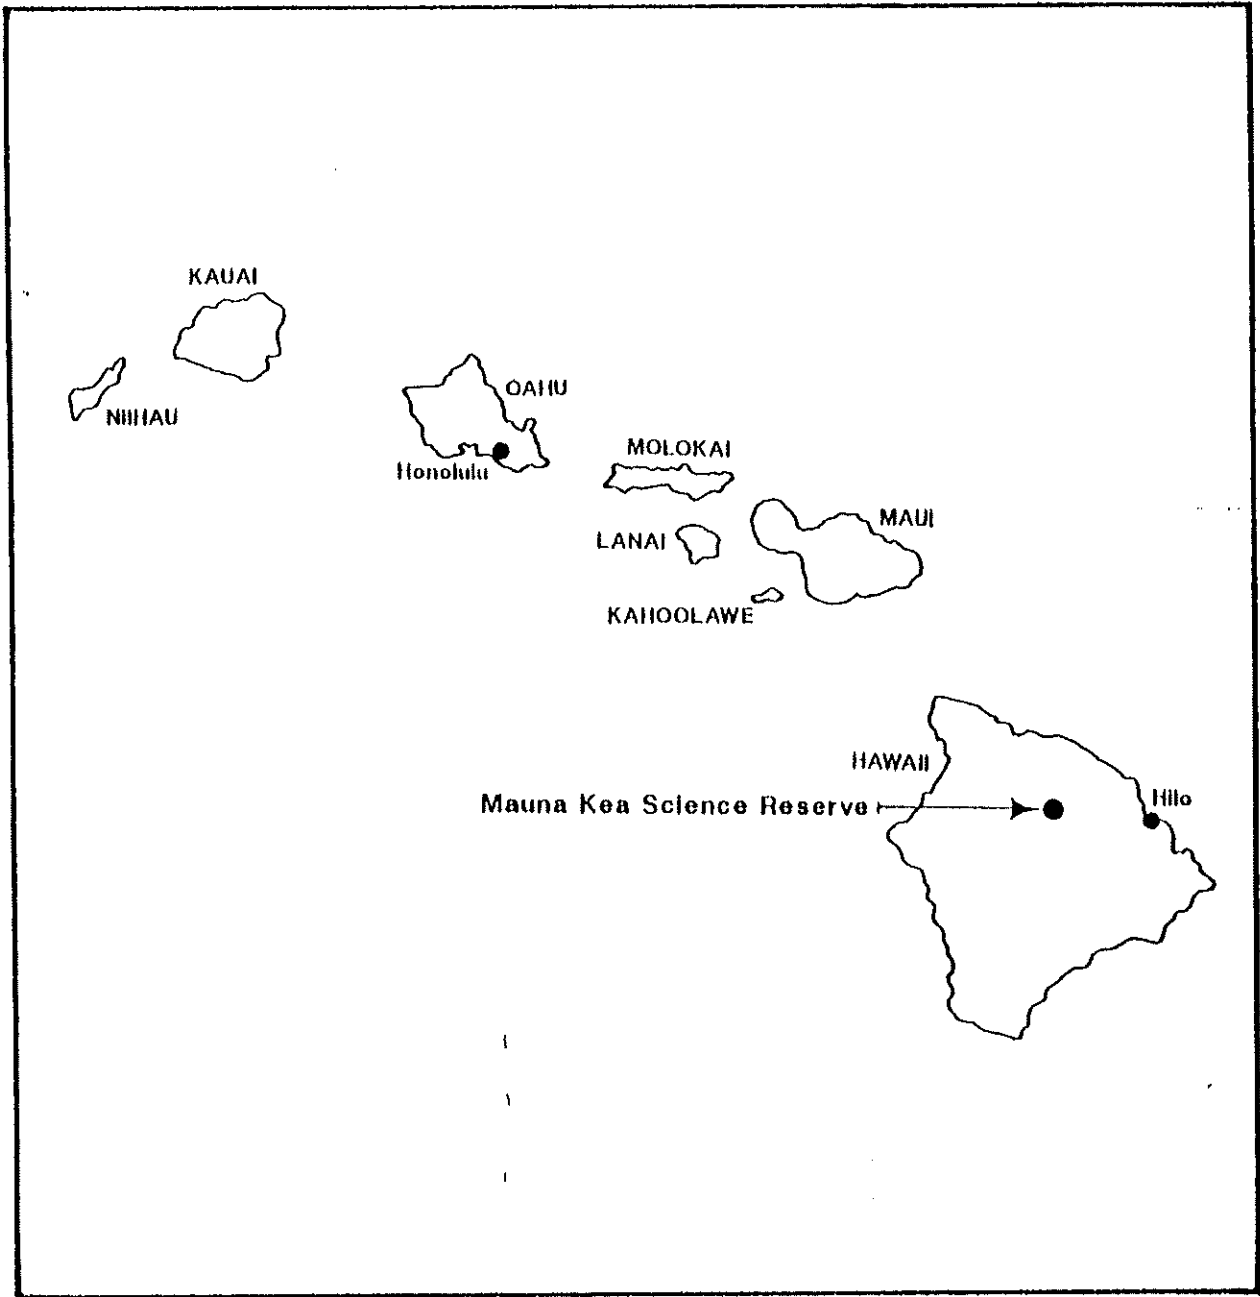 KAUAI
NIIHAU
OAHU
Honolulu
MOLOKAI
LANAI
MAUI
KAHOOLAWE
HAWAII
Mauna Kea Science Reserve
Hilo